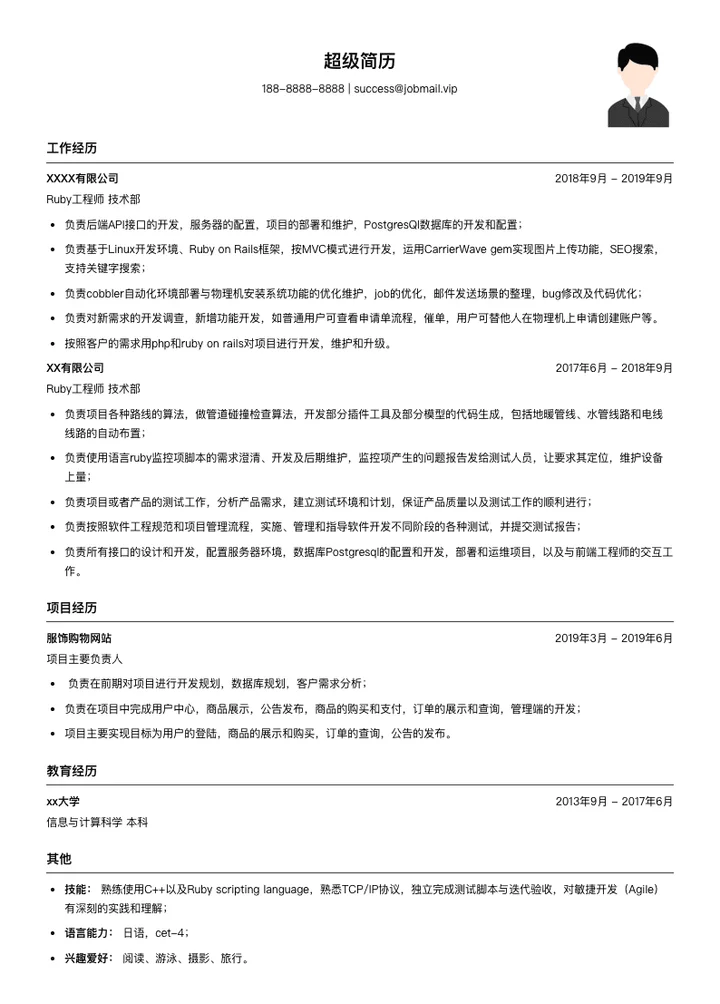 超级简历
188-8888-8888 | success@jobmail.vip
工作经历
XXXX有限公司 2018年9月 – 2019年9月
Ruby工程师 技术部
• 负责后端API接口的开发，服务器的配置，项目的部署和维护，PostgresQl数据库的开发和配置；
• 负责基于Linux开发环境、Ruby on Rails框架，按MVC模式进行开发，运用CarrierWave gem实现图片上传功能，SEO搜索，
支持关键字搜索；
• 负责cobbler自动化环境部署与物理机安装系统功能的优化维护，job的优化，邮件发送场景的整理，bug修改及代码优化；
• 负责对新需求的开发调查，新增功能开发，如普通用户可查看申请单流程，催单，用户可替他人在物理机上申请创建账户等。
• 按照客户的需求用php和ruby on rails对项目进行开发，维护和升级。
XX有限公司 2017年6月 – 2018年9月
Ruby工程师 技术部
• 负责项目各种路线的算法，做管道碰撞检查算法，开发部分插件工具及部分模型的代码生成，包括地暖管线、水管线路和电线
线路的自动布置；
• 负责使用语言ruby监控项脚本的需求澄清、开发及后期维护，监控项产生的问题报告发给测试人员，让要求其定位，维护设备
上量；
• 负责项目或者产品的测试工作，分析产品需求，建立测试环境和计划，保证产品质量以及测试工作的顺利进行；
• 负责按照软件工程规范和项目管理流程，实施、管理和指导软件开发不同阶段的各种测试，并提交测试报告；
• 负责所有接口的设计和开发，配置服务器环境，数据库Postgresql的配置和开发，部署和运维项目，以及与前端工程师的交互工
作。
项目经历
服饰购物网站 2019年3月 – 2019年6月
项目主要负责人
• 负责在前期对项目进行开发规划，数据库规划，客户需求分析；
• 负责在项目中完成用户中心，商品展示，公告发布，商品的购买和支付，订单的展示和查询，管理端的开发；
• 项目主要实现目标为用户的登陆，商品的展示和购买，订单的查询，公告的发布。
教育经历
xx大学 2013年9月 – 2017年6月
信息与计算科学 本科
其他
• 技能： 熟练使用C++以及Ruby scripting language，熟悉TCP/IP协议，独立完成测试脚本与迭代验收，对敏捷开发（Agile）
有深刻的实践和理解；
• 语言能力： 日语，cet-4；
• 兴趣爱好： 阅读、游泳、摄影、旅行。